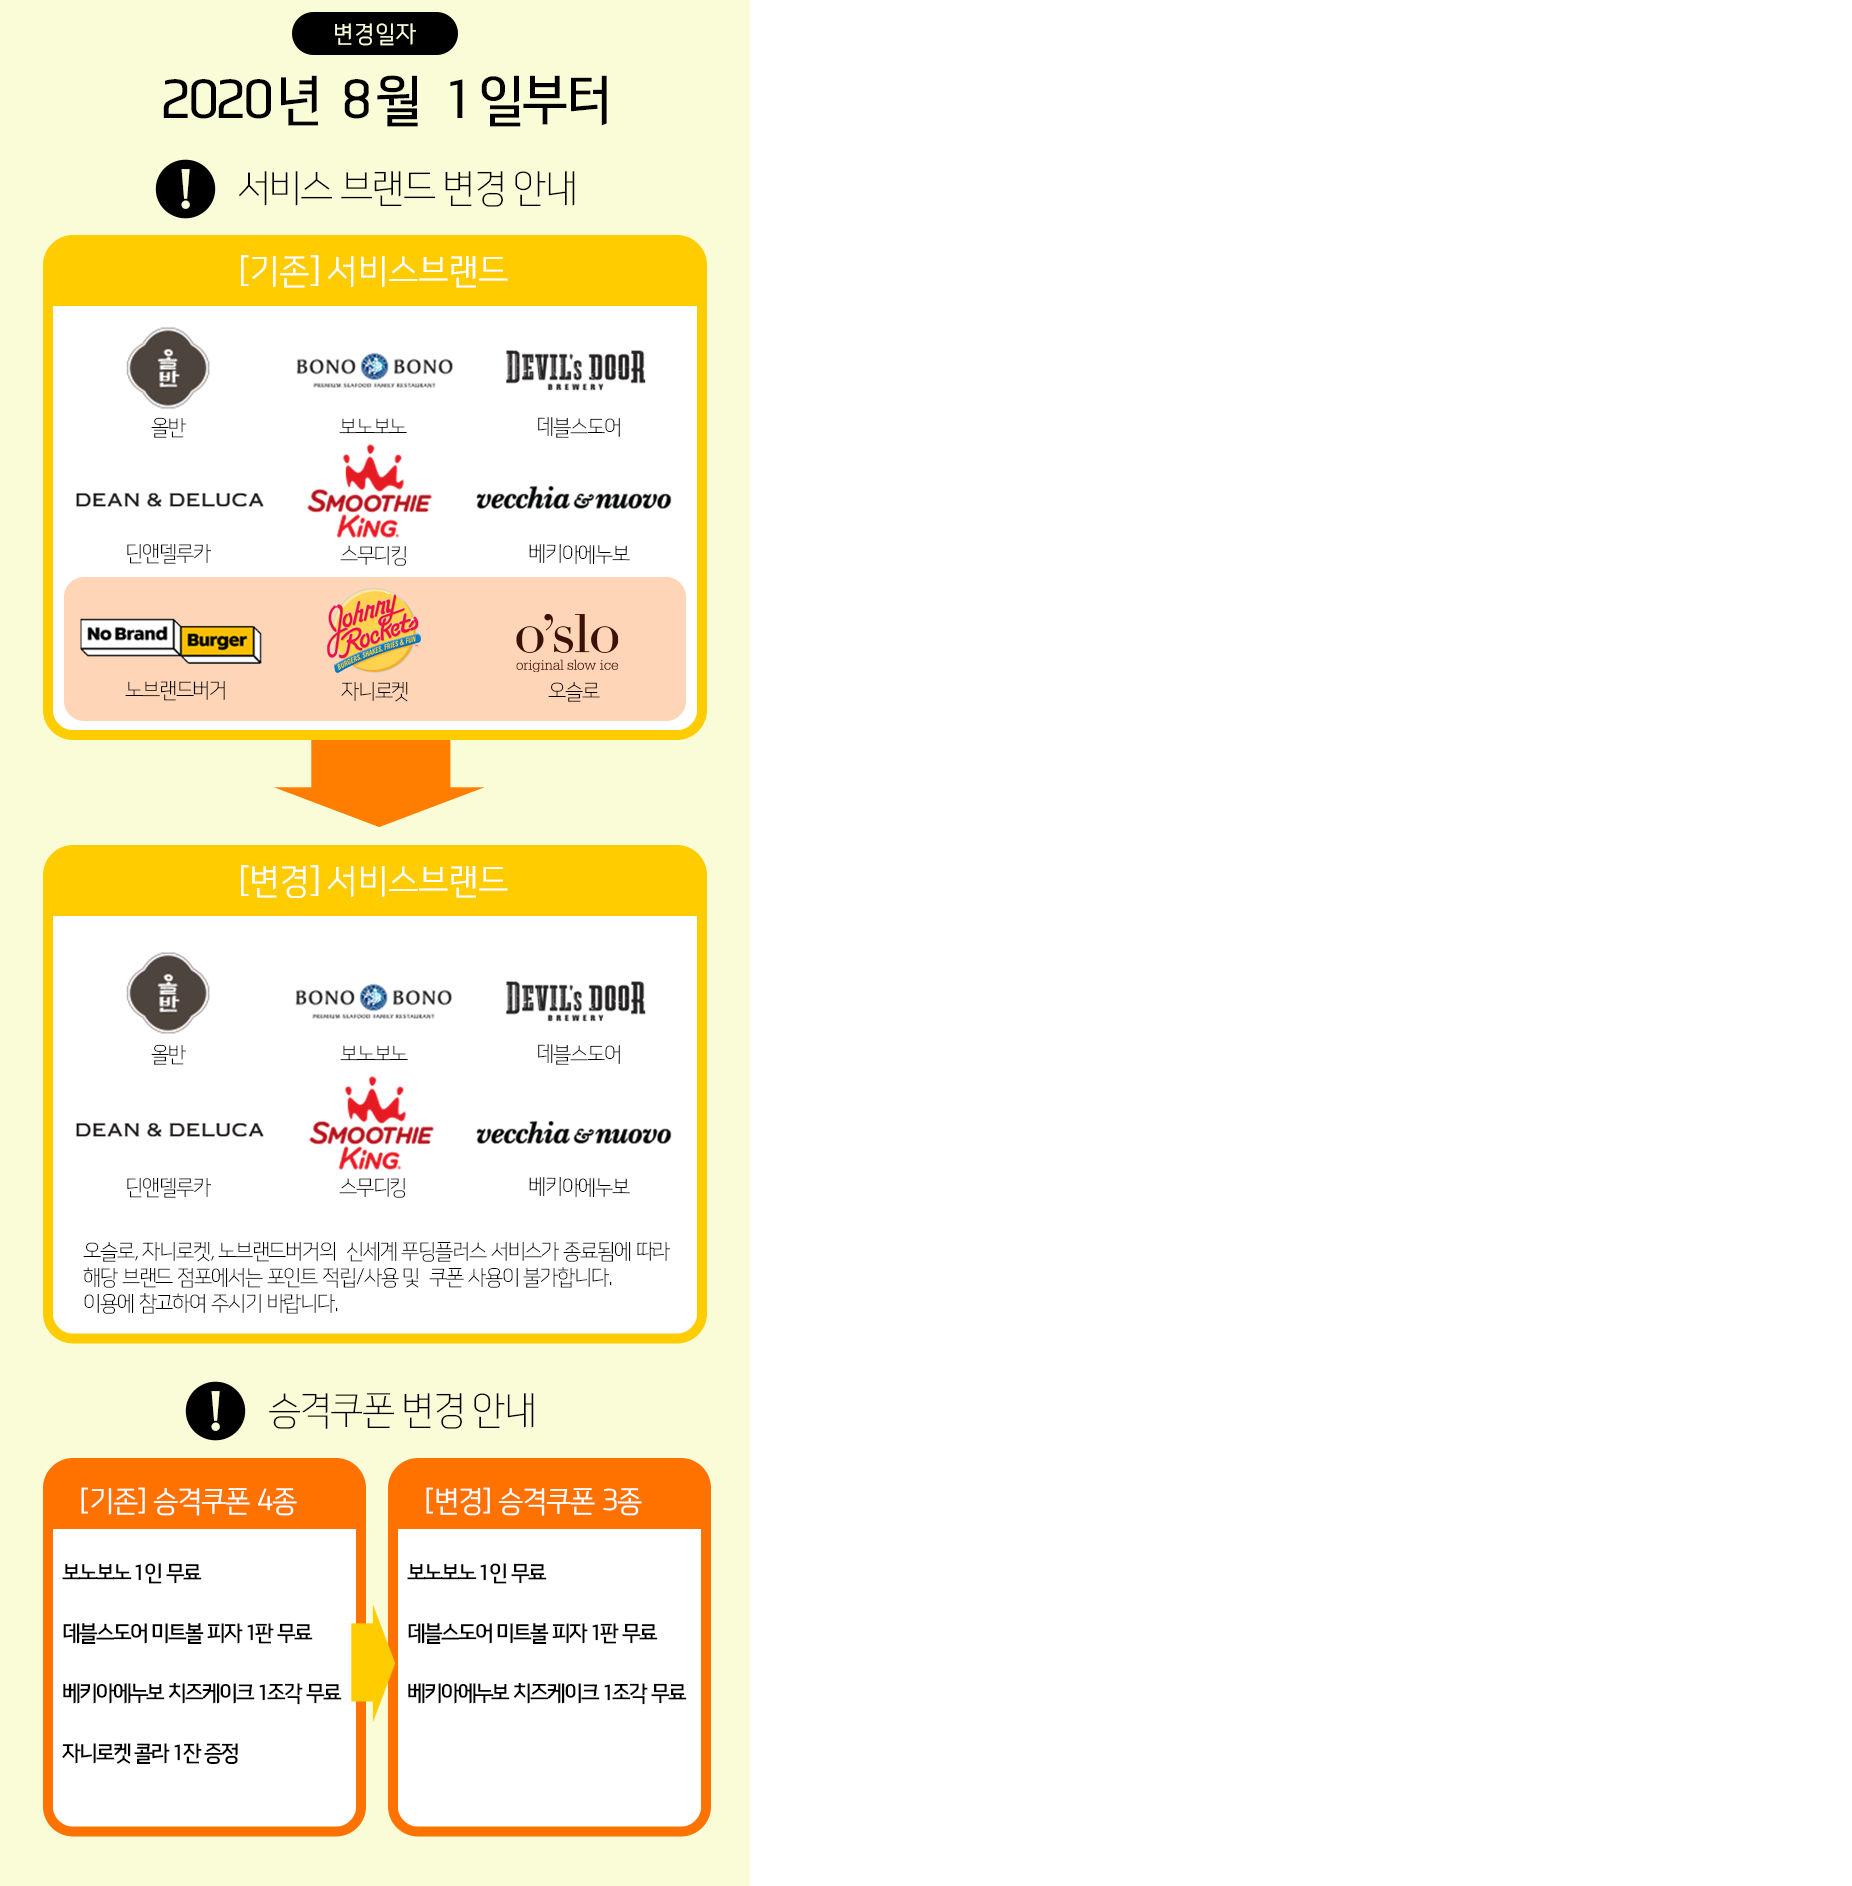 변경일자
2020년 8월 1일부터
! 서비스 브랜드 변경 안내
[기존] 서비스브랜드
올반
BONO BONO
PREMIUM SEAFOOD FAMILY RESTAURANT
DEVIL's DOOR
BREWERY
올반 보노보노 데블스도어
DEAN & DELUCA
SMOOTHIE
KING
vecchia & nuovo
딘앤델루카 스무디킹 베키아에누보
No Brand Burger
Johnny
Rockets
BURGERS, SHAKES, FRIES & FUN
o'slo
original slow ice
노브랜드버거 자니로켓 오슬로
[변경] 서비스브랜드
올반
BONO BONO
PREMIUM SEAFOOD FAMILY RESTAURANT
DEVIL's DOOR
BREWERY
올반 보노보노 데블스도어
DEAN & DELUCA
SMOOTHIE
KING
vecchia & nuovo
딘앤델루카 스무디킹 베키아에누보
오슬로, 자니로켓, 노브랜드버거의 신세계 푸딩플러스 서비스가 종료됨에 따라
해당 브랜드 점포에서는 포인트 적립/사용 및 쿠폰 사용이 불가합니다.
이용에 참고하여 주시기 바랍니다.
! 승격쿠폰 변경 안내
[기존] 승격쿠폰 4종
보노보노 1인 무료
데블스도어 미트볼 피자 1판 무료
베키아에누보 치즈케이크 1조각 무료
자니로켓 콜라 1잔 증정
[변경] 승격쿠폰 3종
보노보노 1인 무료
데블스도어 미트볼 피자 1판 무료
베키아에누보 치즈케이크 1조각 무료